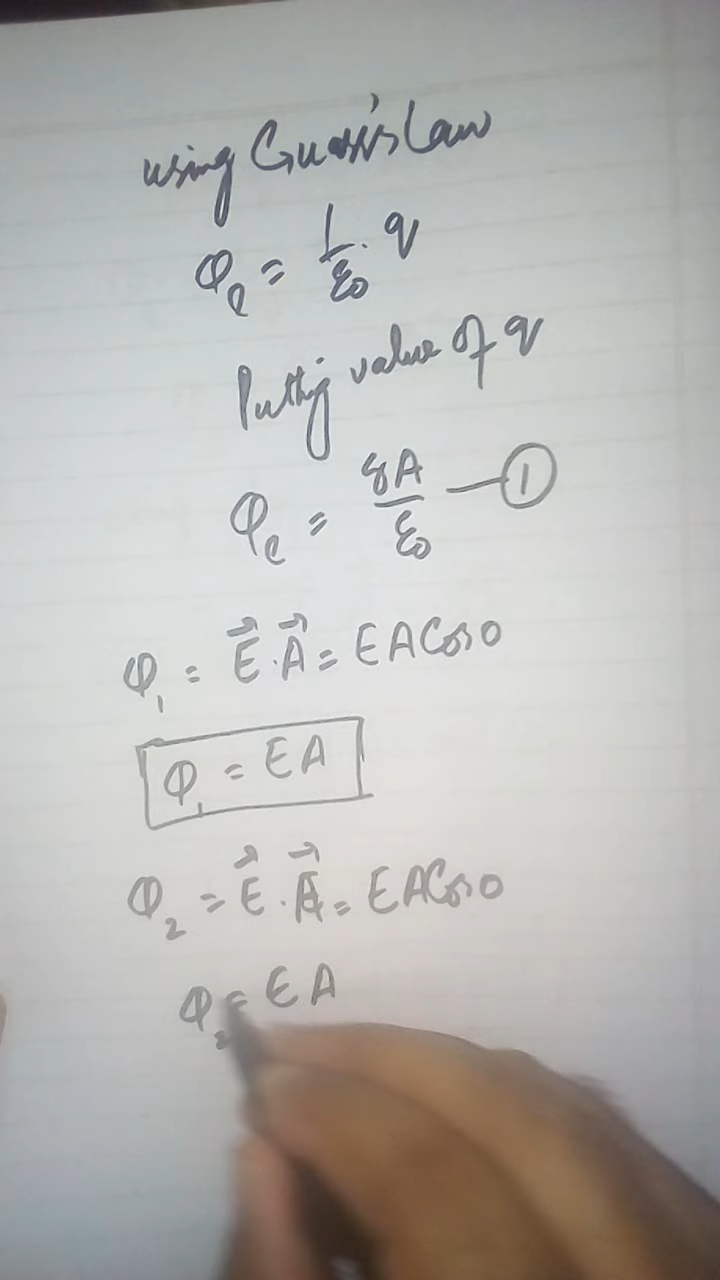 using Guass's Law
φe = 1/ε0 . q
Putting value of q
φe = σA/ε0 — ①
φ1 = E⃗ . A⃗ = EA Cos 0
φ1 = EA
φ2 = E⃗ . A⃗ = EA Cos 0
φ2 = EA